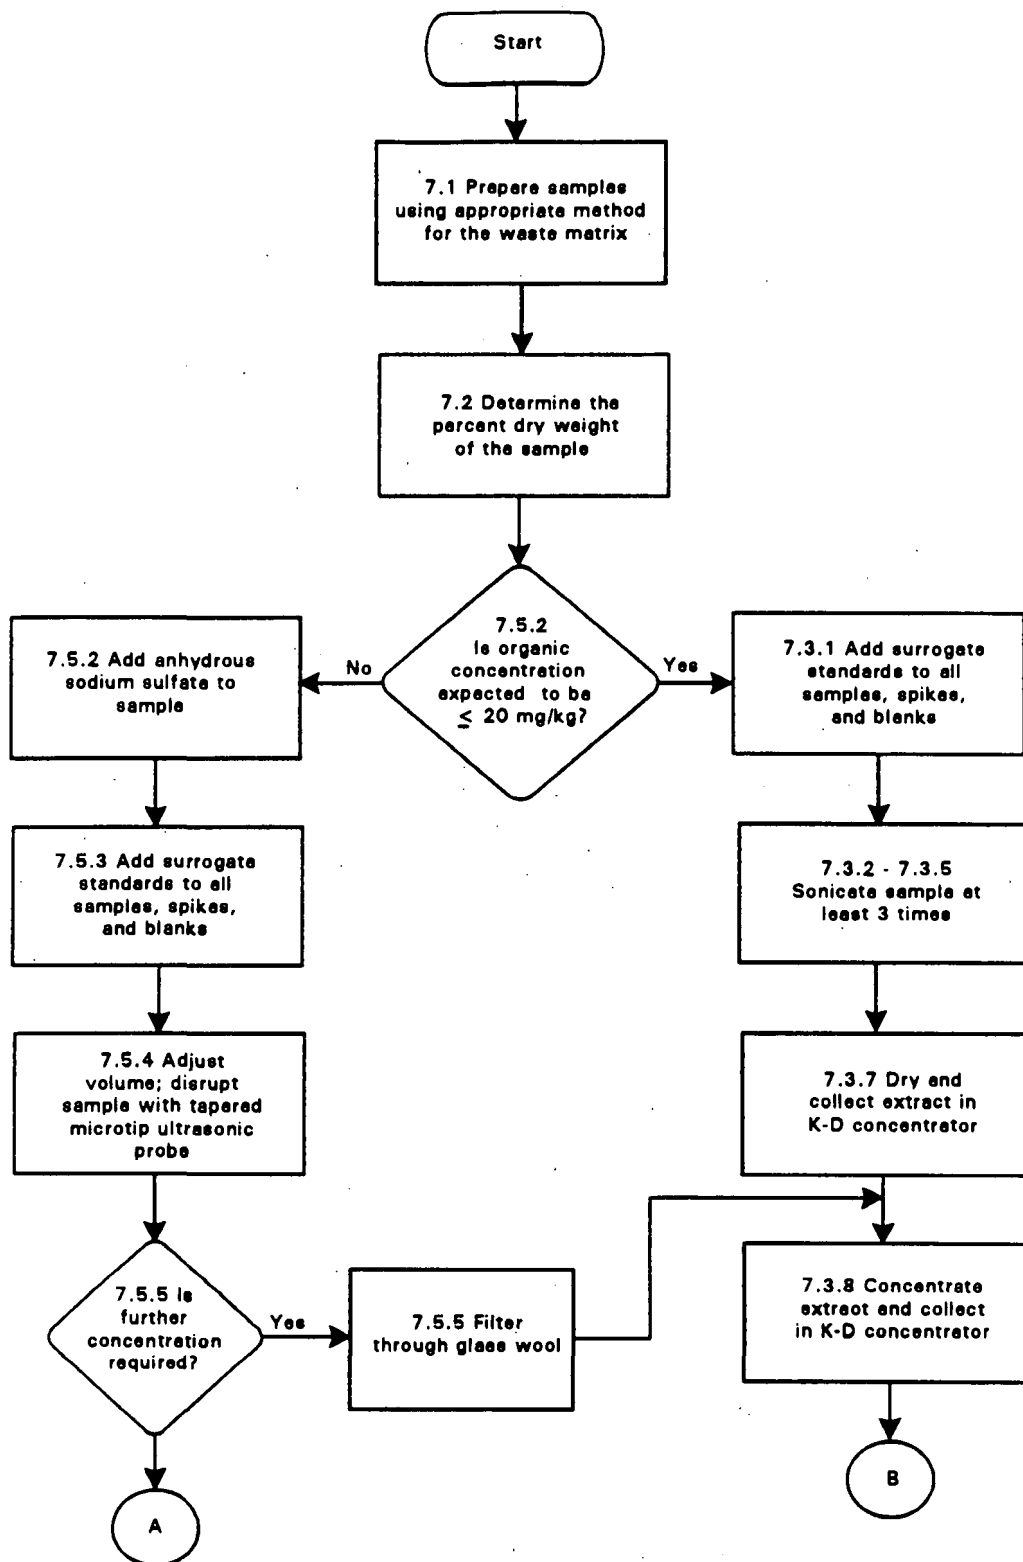 Start
7.1 Prepare samples
using appropriate method
for the waste matrix
7.2 Determine the
percent dry weight
of the sample
7.5.2
Is organic
concentration
expected to be
≤ 20 mg/kg?
No
Yes
7.5.2 Add anhydrous
sodium sulfate to
sample
7.3.1 Add surrogate
standards to all
samples, spikes,
and blanks
7.5.3 Add surrogate
standards to all
samples, spikes,
and blanks
7.3.2 - 7.3.5
Sonicate sample at
least 3 times
7.5.4 Adjust
volume; disrupt
sample with tapered
microtip ultrasonic
probe
7.3.7 Dry and
collect extract in
K-D concentrator
7.5.5 Is
further
concentration
required?
Yes
7.5.5 Filter
through glass wool
7.3.8 Concentrate
extract and collect
in K-D concentrator
A
B